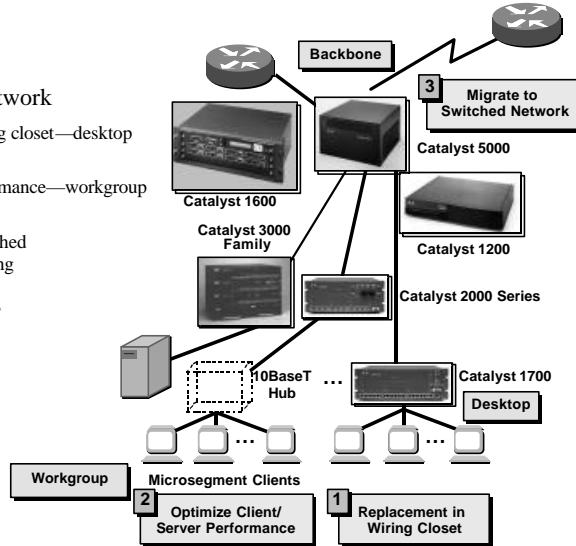 Backbone
twork
g closet—desktop
rmance—workgroup
hed
ng
3
Migrate to
Switched Network
Catalyst 5000
Catalyst 1600
Catalyst 3000
Family
Catalyst 1200
Catalyst 2000 Series
10BaseT
Hub
...
Catalyst 1700
Desktop
...
...
Workgroup
Microsegment Clients
2
Optimize Client/
Server Performance
1
Replacement in
Wiring Closet